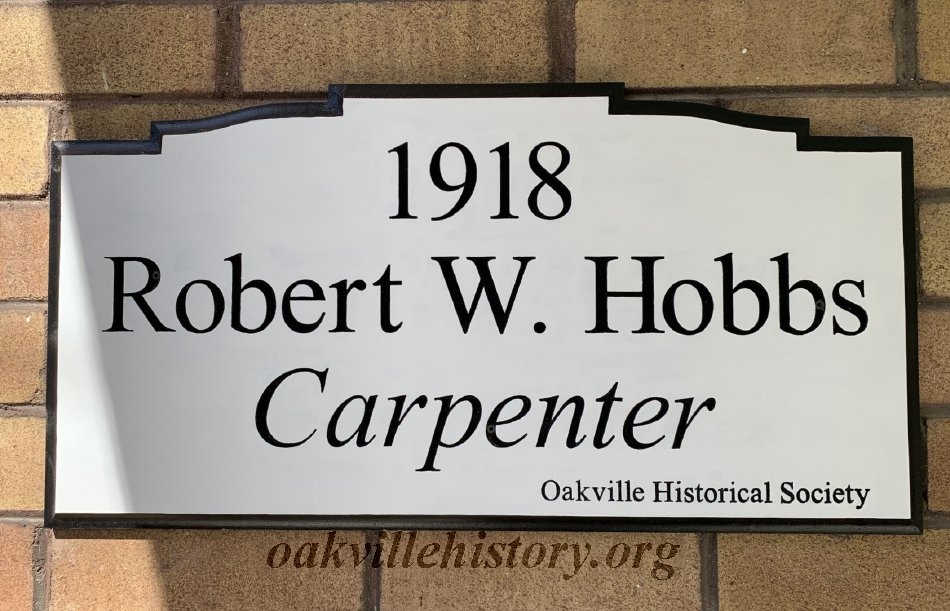 1918
Robert W. Hobbs
Carpenter
Oakville Historical Society
oakvillehistory.org